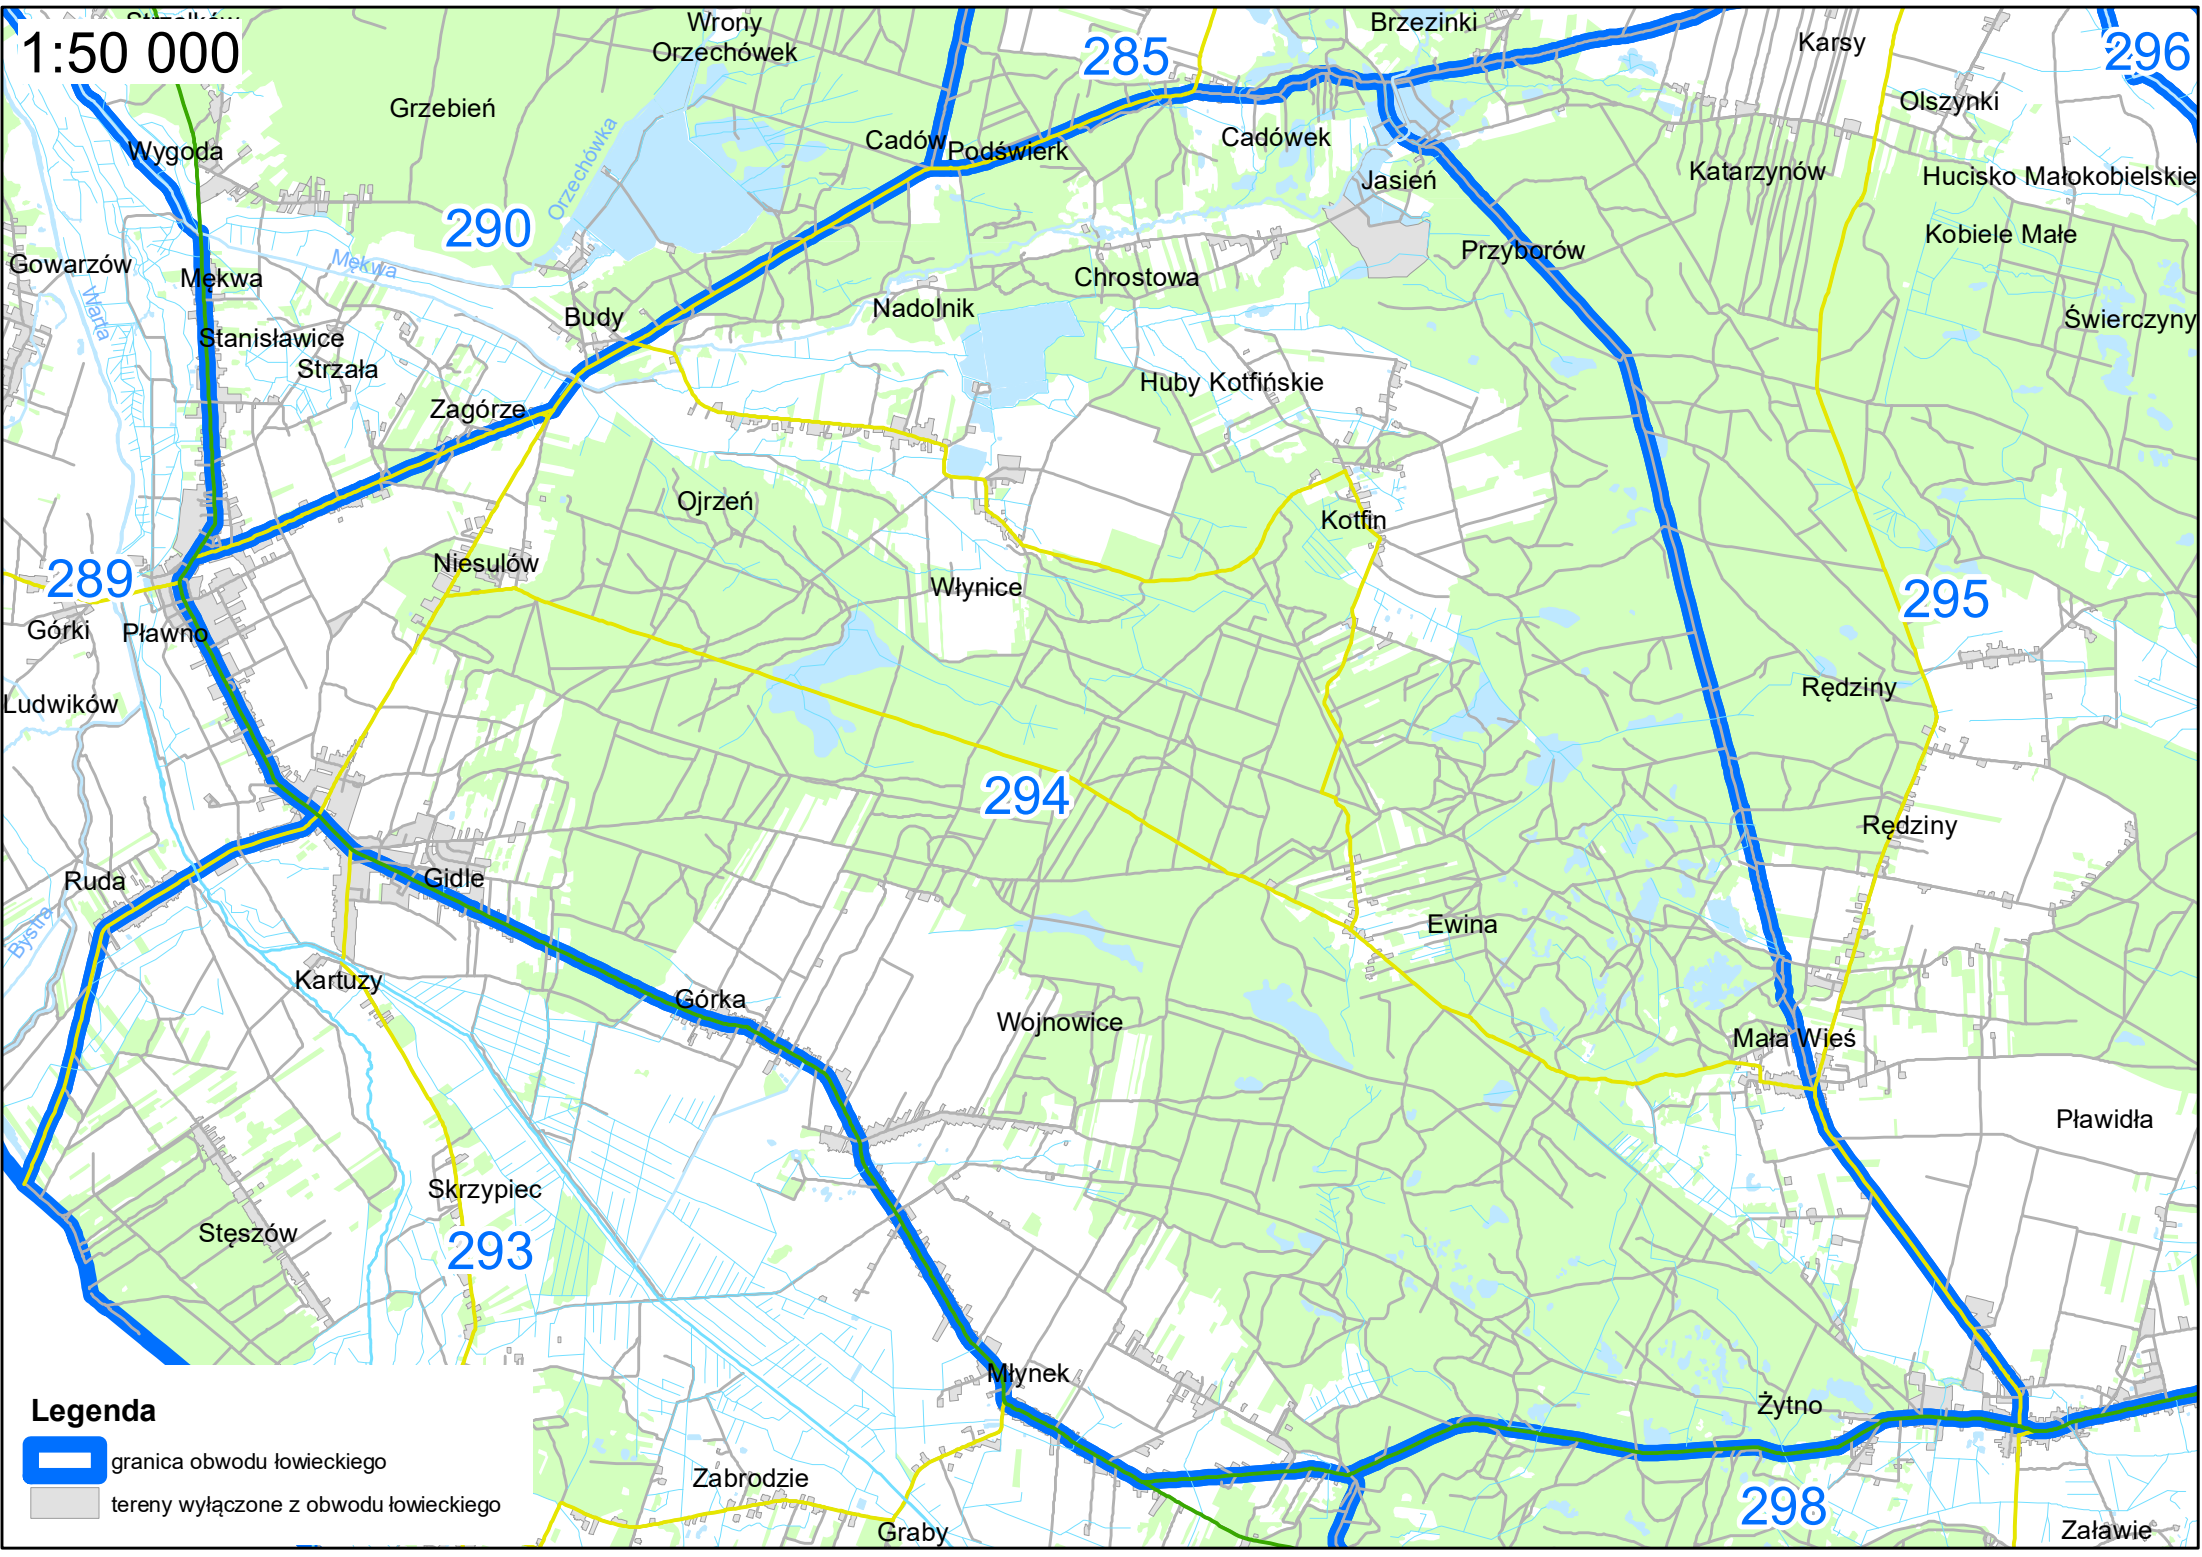 Strzałków
1:50 000
Wrony
Orzechówek
285
Brzezinki
Karsy
296
Grzebień
Olszynki
Wygoda
Orzechówka
Cadów
Podświerk
Cadówek
Jasień
Katarzynów
Hucisko Małokobielskie
290
Kobiele Małe
Gowarzów
Mękwa
Mękwa
Przyborów
Chrostowa
Warta
Budy
Nadolnik
Świerczyny
Stanisławice
Strzała
Huby Kotfińskie
Zagórze
Ojrzeń
Kotfin
Niesulów
289
Włynice
295
Górki
Pławno
Rędziny
Ludwików
294
Rędziny
Ruda
Gidle
Bystra
Ewina
Kartuzy
Górka
Wojnowice
Mała Wieś
Pławidła
Skrzypiec
Stęszów
293
Młynek
Żytno
Legenda
granica obwodu łowieckiego
tereny wyłączone z obwodu łowieckiego
Zabrodzie
298
Graby
Załawie